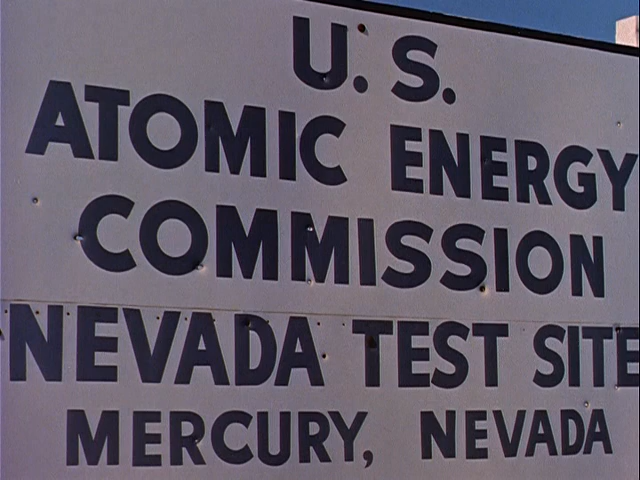 U. S.
ATOMIC ENERGY
COMMISSION
NEVADA TEST SITE
MERCURY, NEVADA